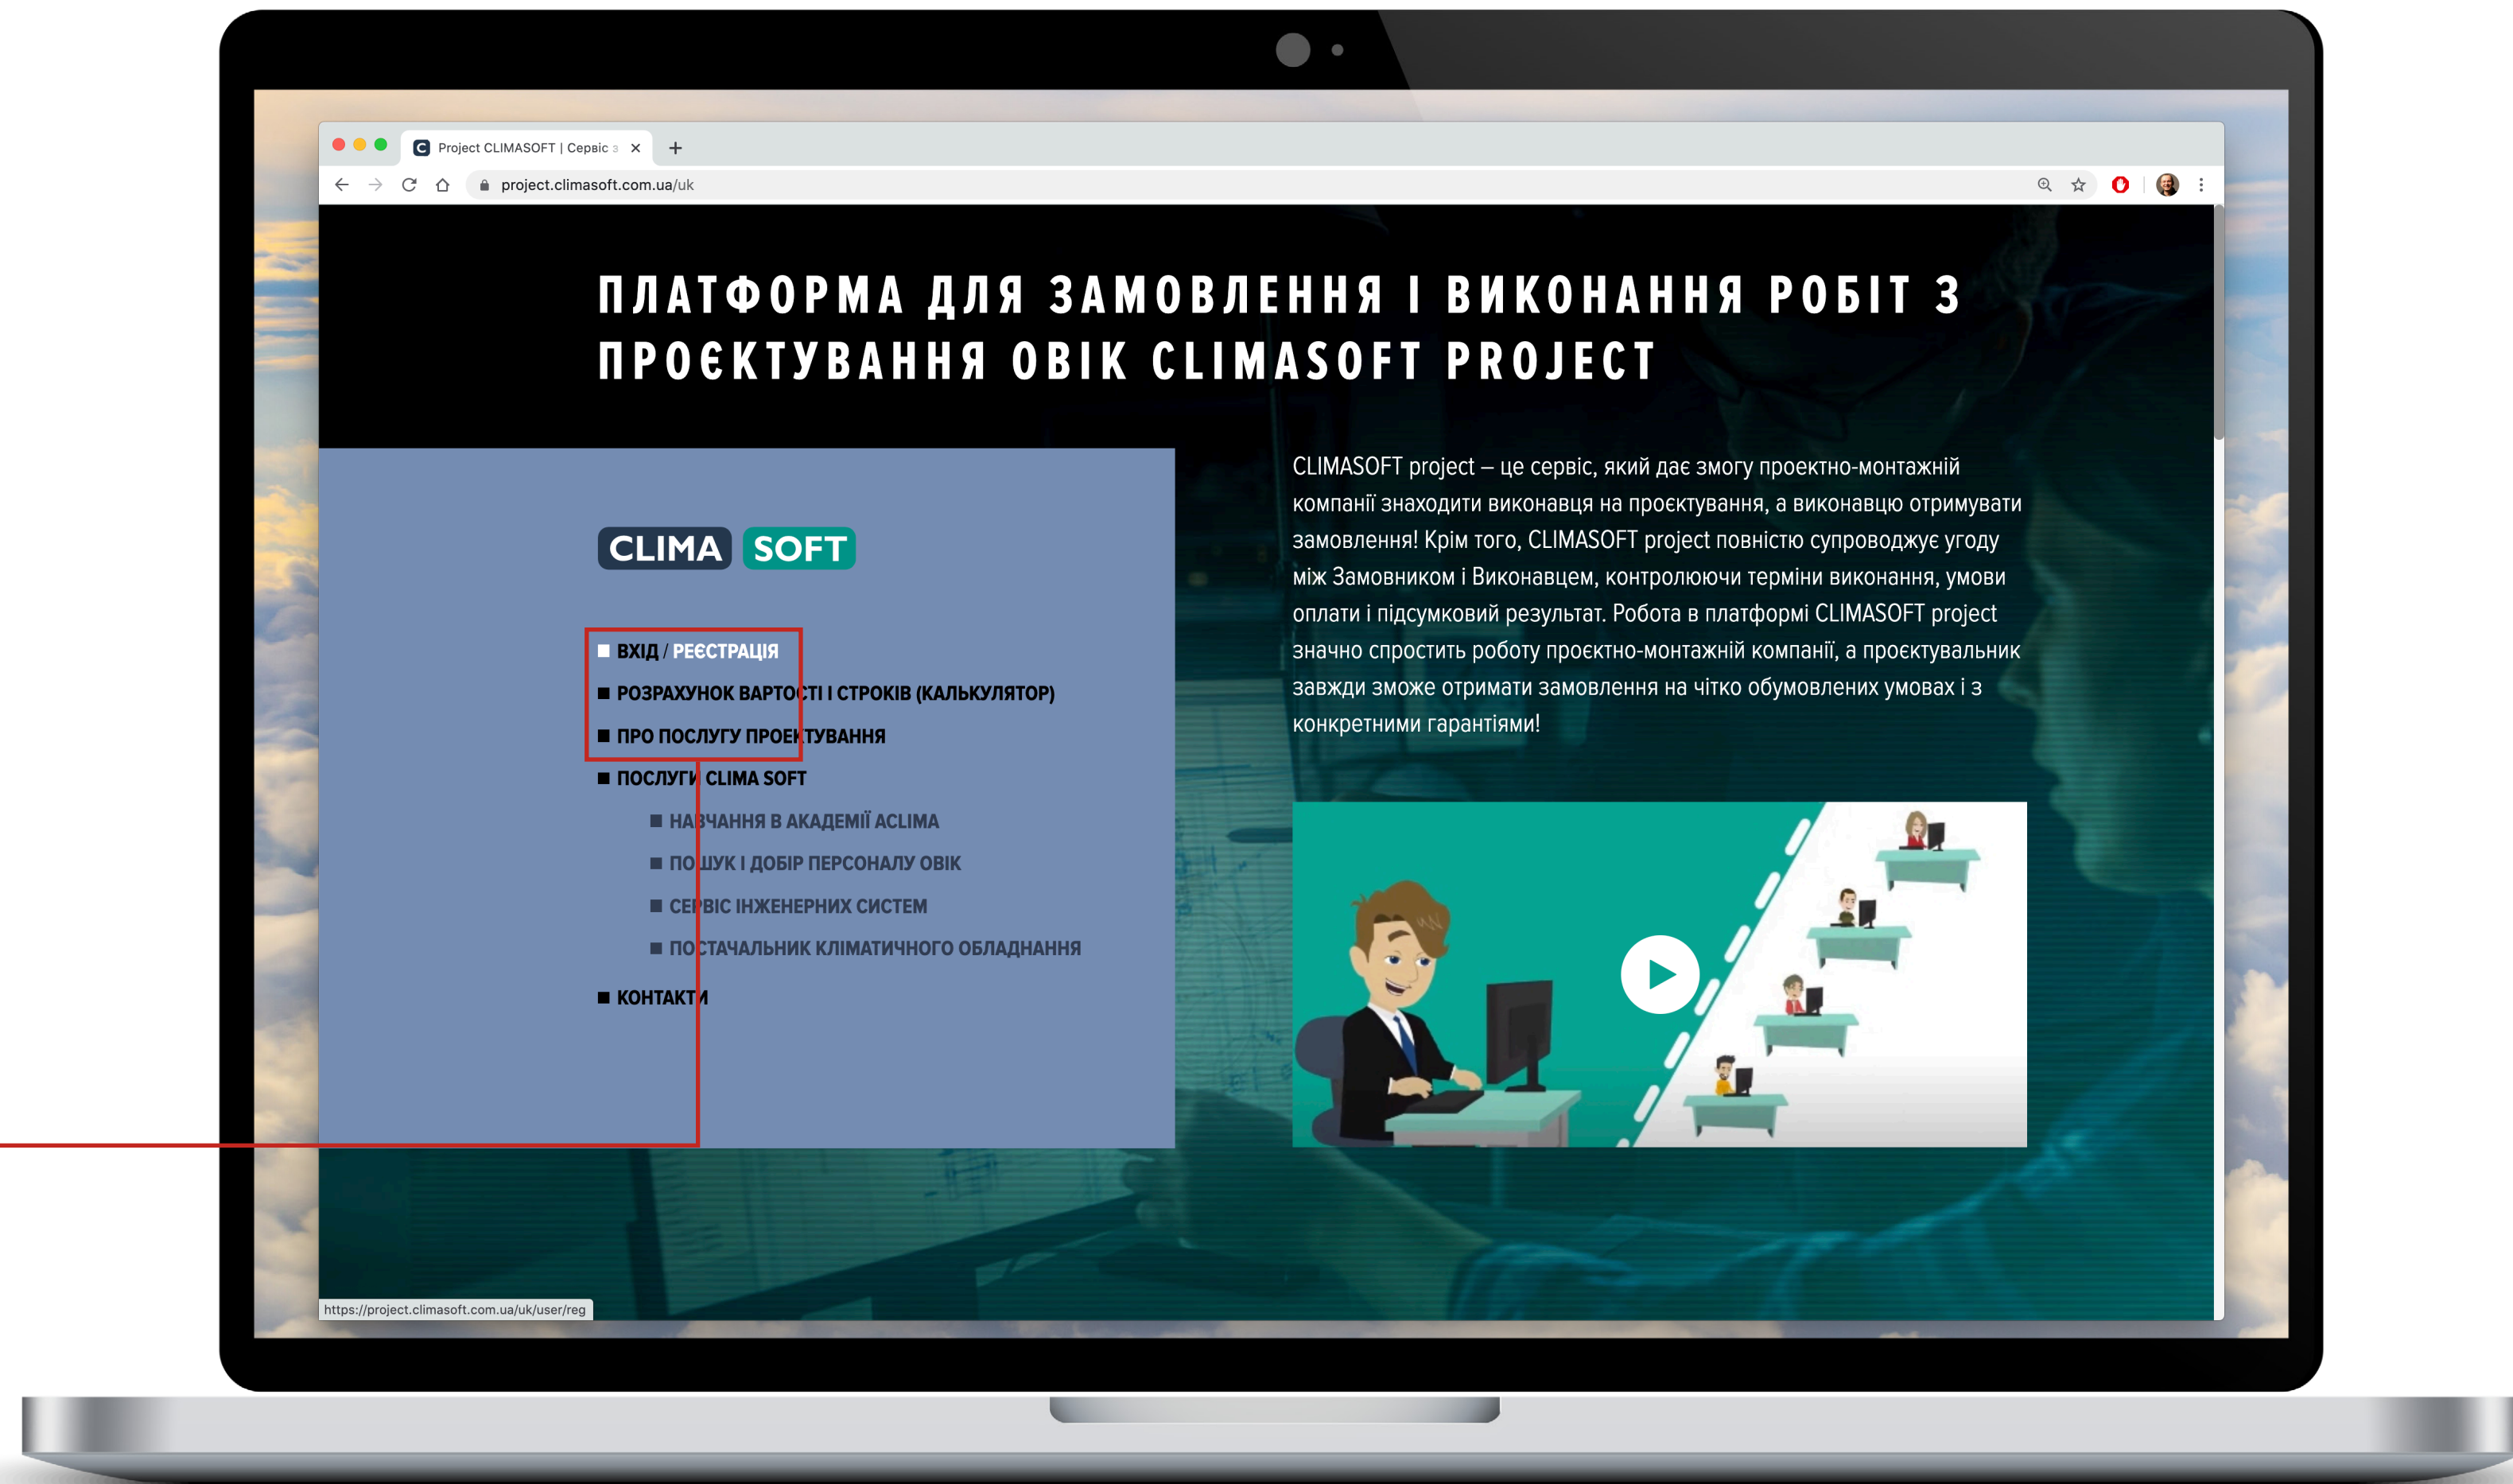 Project CLIMASOFT | Сервіс з
project.climasoft.com.ua/uk
ПЛАТФОРМА ДЛЯ ЗАМОВЛЕННЯ І ВИКОНАННЯ РОБІТ З
ПРОЄКТУВАННЯ ОВІК CLIMASOFT PROJECT
CLIMA SOFT
ВХІД / РЕЄСТРАЦІЯ
РОЗРАХУНОК ВАРТОСТІ І СТРОКІВ (КАЛЬКУЛЯТОР)
ПРО ПОСЛУГУ ПРОЕКТУВАННЯ
ПОСЛУГИ CLIMA SOFT
НАВЧАННЯ В АКАДЕМІЇ ACLIMA
ПОШУК І ДОБІР ПЕРСОНАЛУ ОВІК
СЕРВІС ІНЖЕНЕРНИХ СИСТЕМ
ПОСТАЧАЛЬНИК КЛІМАТИЧНОГО ОБЛАДНАННЯ
КОНТАКТИ
CLIMASOFT project – це сервіс, який дає змогу проектно-монтажній
компанії знаходити виконавця на проєктування, а виконавцю отримувати
замовлення! Крім того, CLIMASOFT project повністю супроводжує угоду
між Замовником і Виконавцем, контролюючи терміни виконання, умови
оплати і підсумковий результат. Робота в платформі CLIMASOFT project
значно спростить роботу проєктно-монтажній компанії, а проєктувальник
завжди зможе отримати замовлення на чітко обумовлених умовах і з
конкретними гарантіями!
https://project.climasoft.com.ua/uk/user/reg